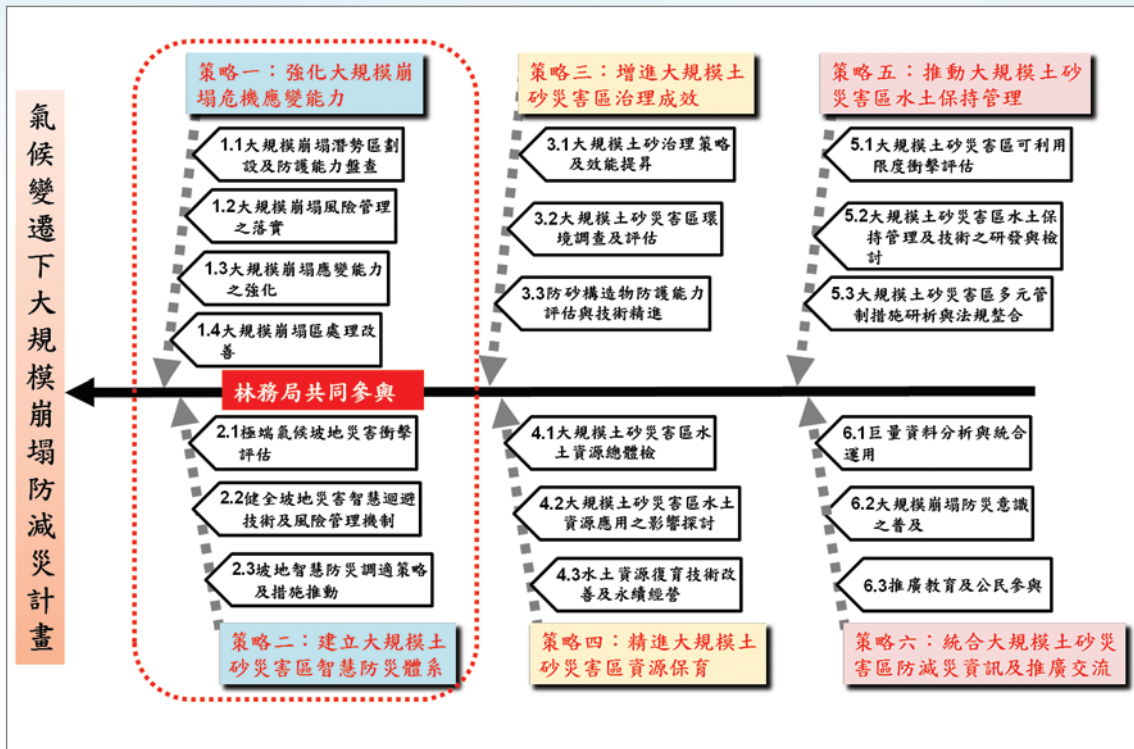 氣候變遷下大規模崩塌防減災計畫
策略一：強化大規模崩
塌危機應變能力
1.1大規模崩塌潛勢區劃
設及防護能力盤查
1.2大規模崩塌風險管理
之落實
1.3大規模崩塌應變能力
之強化
1.4大規模崩塌區處理改
善
策略三：增進大規模土
砂災害區治理成效
3.1大規模土砂治理策略
及效能提昇
3.2大規模土砂災害區環
境調查及評估
3.3防砂構造物防護能力
評估與技術精進
策略五：推動大規模土砂
災害區水土保持管理
5.1大規模土砂災害區可利用
限度衝擊評估
5.2大規模土砂災害區水土保
持管理及技術之研發與檢
討
5.3大規模土砂災害區多元管
制措施研析與法規整合
林務局共同參與
2.1極端氣候坡地災害衝擊
評估
2.2健全坡地災害智慧迴避
技術及風險管理機制
2.3坡地智慧防災調適策略
及措施推動
策略二：建立大規模土
砂災害區智慧防災體系
4.1大規模土砂災害區水
土資源總體檢
4.2大規模土砂災害區水土
資源應用之影響探討
4.3水土資源復育技術改
善及永續經營
策略四：精進大規模土
砂災害區資源保育
6.1巨量資料分析與統合
運用
6.2大規模崩塌防災意識
之普及
6.3推廣教育及公民參與
策略六：統合大規模土砂災
害區防減災資訊及推廣交流